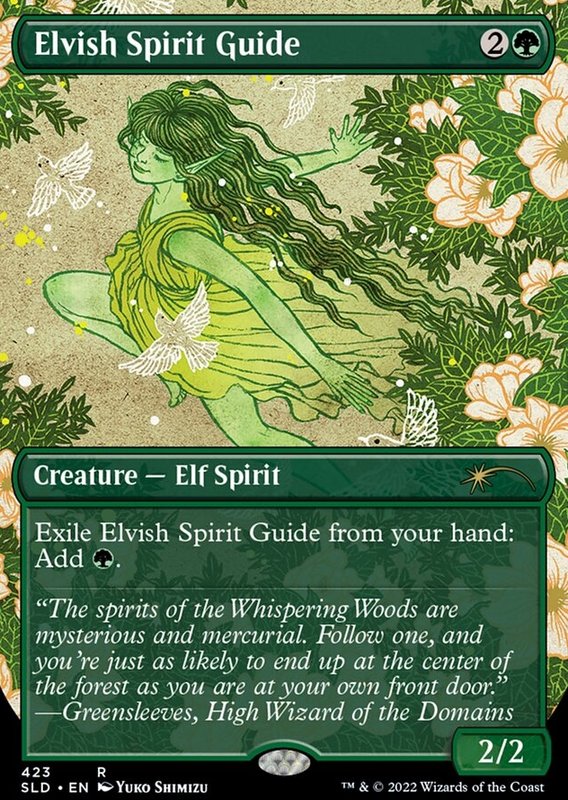 Elvish Spirit Guide 2
Creature — Elf Spirit
Exile Elvish Spirit Guide from your hand:
Add .
“The spirits of the Whispering Woods are
mysterious and mercurial. Follow one, and
you’re just as likely to end up at the center of
the forest as you are at your own front door.”
—Greensleeves, High Wizard of the Domains
2/2
423 R
SLD • EN Yuko Shimizu
™ & © 2022 Wizards of the Coast